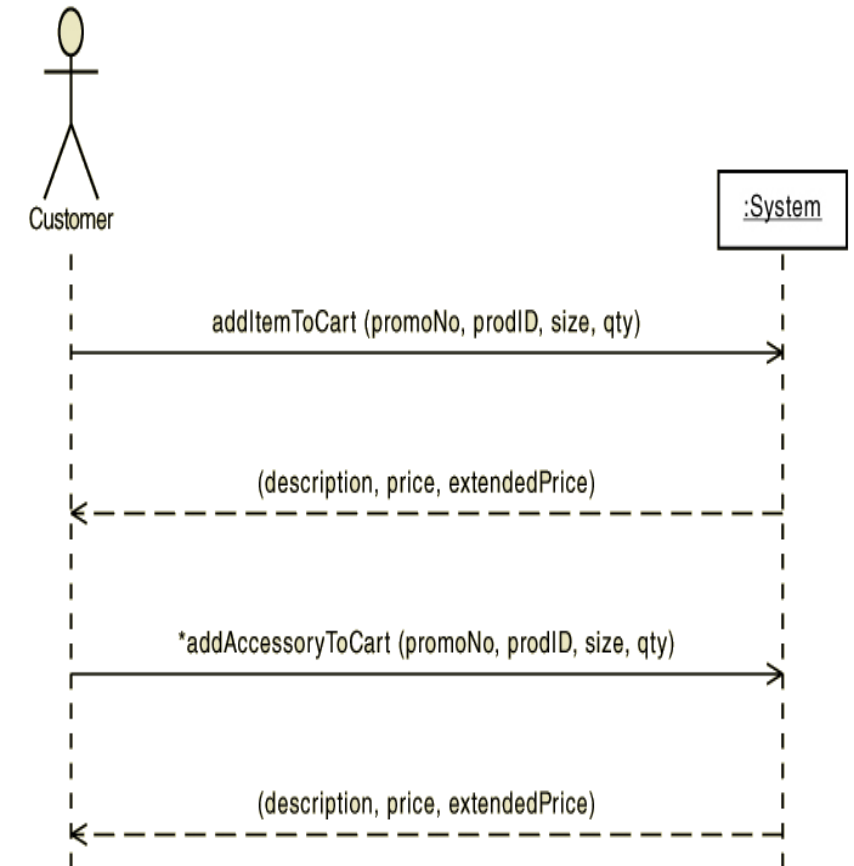 Customer
:System
addItemToCart (promoNo, prodID, size, qty)
(description, price, extendedPrice)
*addAccessoryToCart (promoNo, prodID, size, qty)
(description, price, extendedPrice)